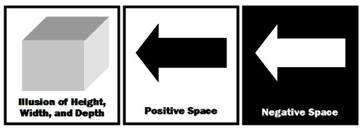 Illusion of Height,
Width, and Depth
Positive Space
Negative Space